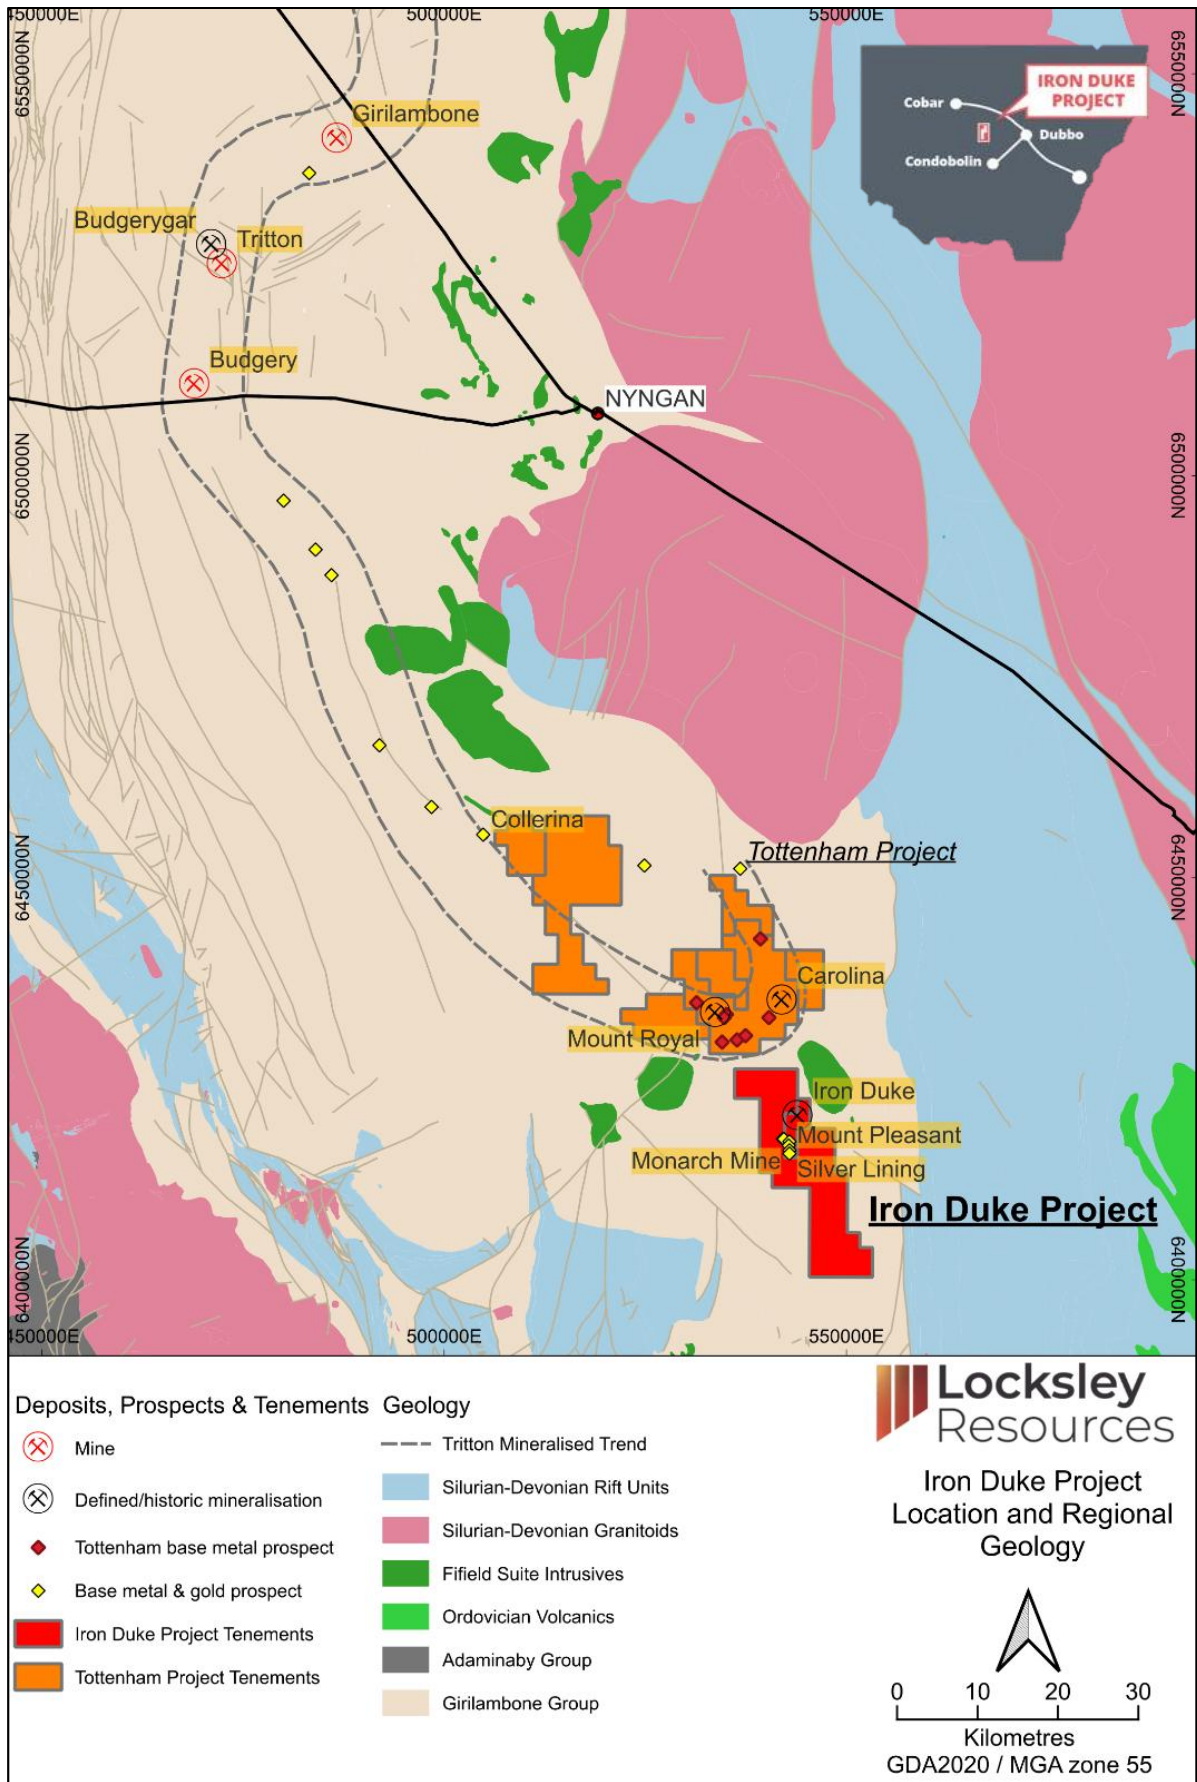 450000E
500000E
550000E
6550000N
6550000N
IRON DUKE
PROJECT
Cobar
Dubbo
Condobolin
Girilambone
Budgerygar
Tritton
Budgery
NYNGAN
6500000N
6500000N
Collerina
Tottenham Project
6450000N
6450000N
Carolina
Mount Royal
Iron Duke
Mount Pleasant
Monarch Mine
Silver Lining
Iron Duke Project
6400000N
6400000N
450000E
500000E
550000E
Deposits, Prospects & Tenements
Mine
Defined/historic mineralisation
Tottenham base metal prospect
Base metal & gold prospect
Iron Duke Project Tenements
Tottenham Project Tenements
Geology
Tritton Mineralised Trend
Silurian-Devonian Rift Units
Silurian-Devonian Granitoids
Fifield Suite Intrusives
Ordovician Volcanics
Adaminaby Group
Girilambone Group
Locksley
Resources
Iron Duke Project
Location and Regional
Geology
0 10 20 30
Kilometres
GDA2020 / MGA zone 55